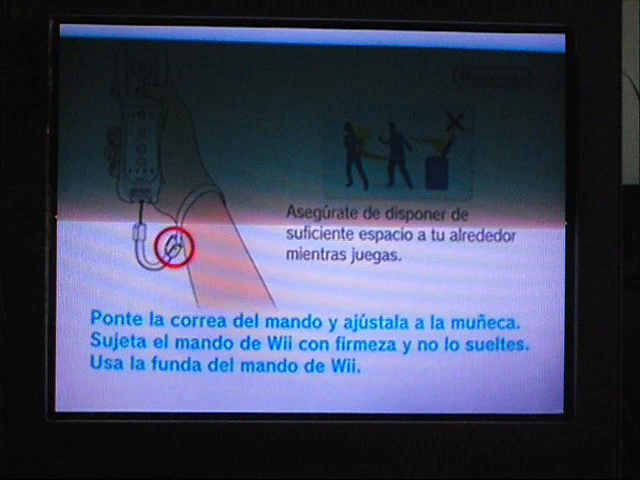 Asegúrate de disponer de
suficiente espacio a tu alrededor
mientras juegas.
Ponte la correa del mando y ajústala a la muñeca.
Sujeta el mando de Wii con firmeza y no lo sueltes.
Usa la funda del mando de Wii.